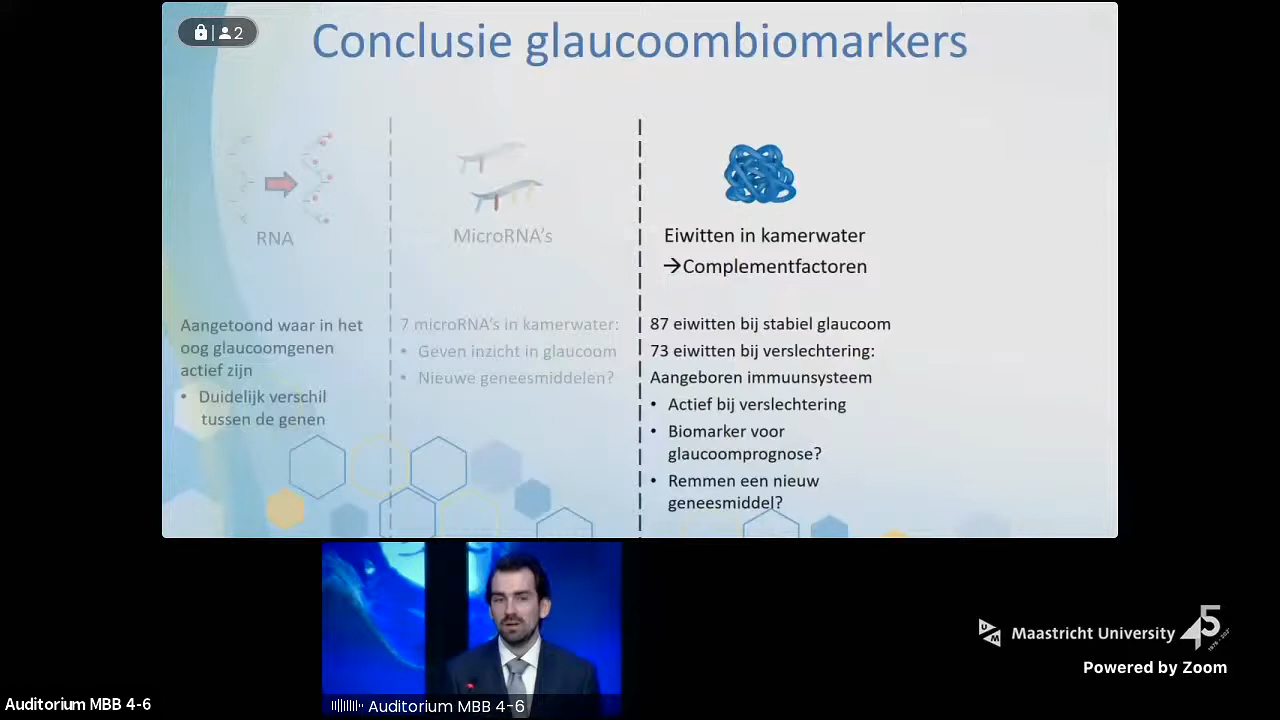 2
Conclusie glaucoombiomarkers
RNA
Aangetoond waar in het
oog glaucoomgenen
actief zijn
• Duidelijk verschil
tussen de genen
MicroRNA's
7 microRNA's in kamerwater:
• Geven inzicht in glaucoom
• Nieuwe geneesmiddelen?
Eiwitten in kamerwater
→Complementfactoren
87 eiwitten bij stabiel glaucoom
73 eiwitten bij verslechtering:
Aangeboren immuunsysteem
• Actief bij verslechtering
• Biomarker voor
glaucoomprognose?
• Remmen een nieuw
geneesmiddel?
Auditorium MBB 4-6
Auditorium MBB 4-6
Maastricht University
45
Powered by Zoom